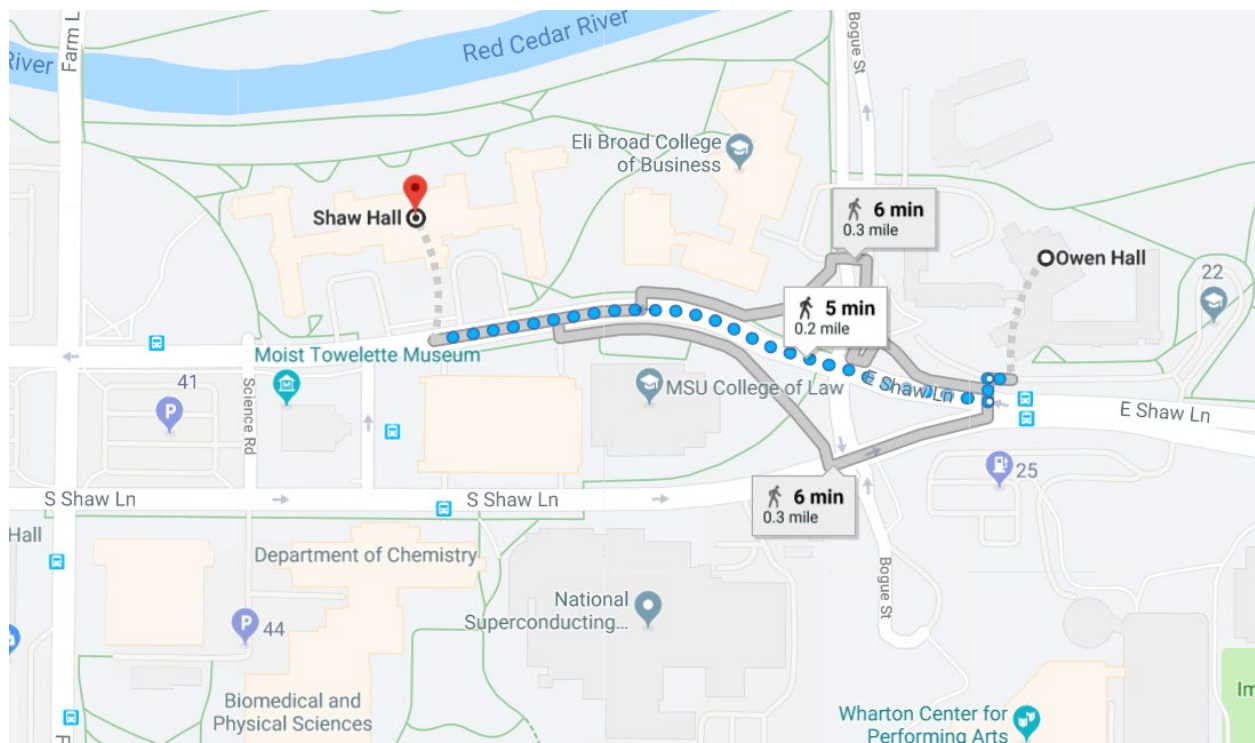 Farm L
River
Red Cedar River
Bogue St
Eli Broad College
of Business
Shaw Hall
6 min
0.3 mile
Owen Hall
22
5 min
0.2 mile
Moist Towelette Museum
41
P
Science Rd
MSU College of Law
E Shaw Ln
E Shaw Ln
S Shaw Ln
S Shaw Ln
25
6 min
0.3 mile
Hall
Department of Chemistry
Bogue St
National
Superconducting...
P
44
Biomedical and
Physical Sciences
Wharton Center for
Performing Arts
Im
F